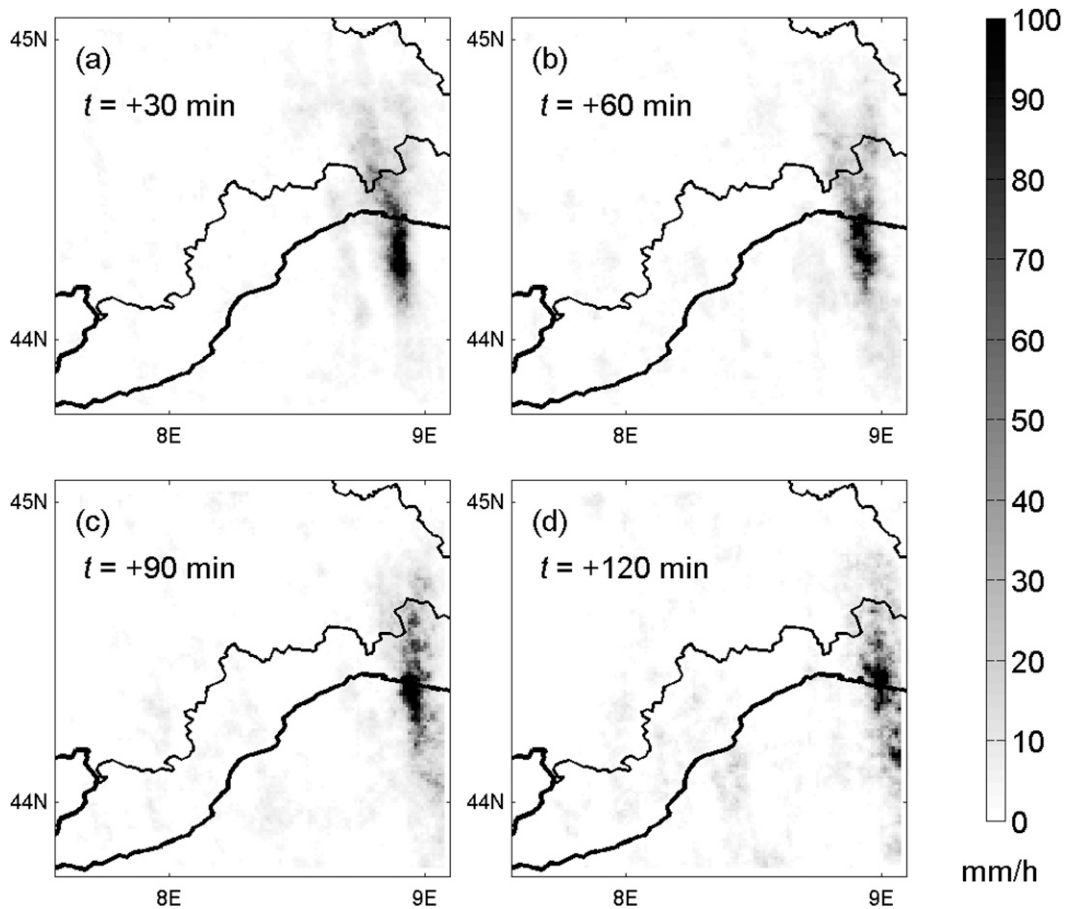 45N
44N
8E
9E
(a)
t = +30 min
45N
44N
8E
9E
(b)
t = +60 min
45N
44N
8E
9E
(c)
t = +90 min
45N
44N
8E
9E
(d)
t = +120 min
100
90
80
70
60
50
40
30
20
10
0
mm/h